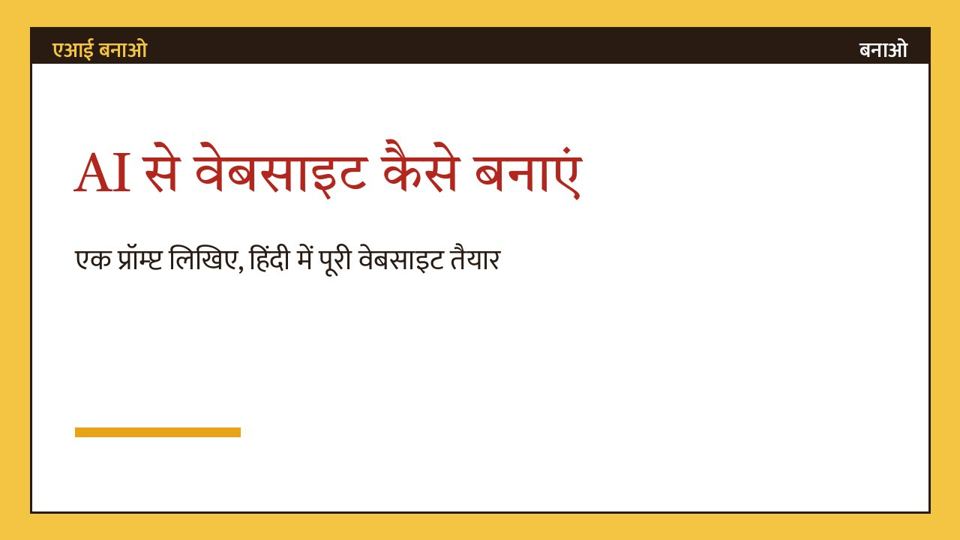 एआई बनाओ
बनाओ
AI से वेबसाइट कैसे बनाएं
एक प्रॉम्प्ट लिखिए, हिंदी में पूरी वेबसाइट तैयार